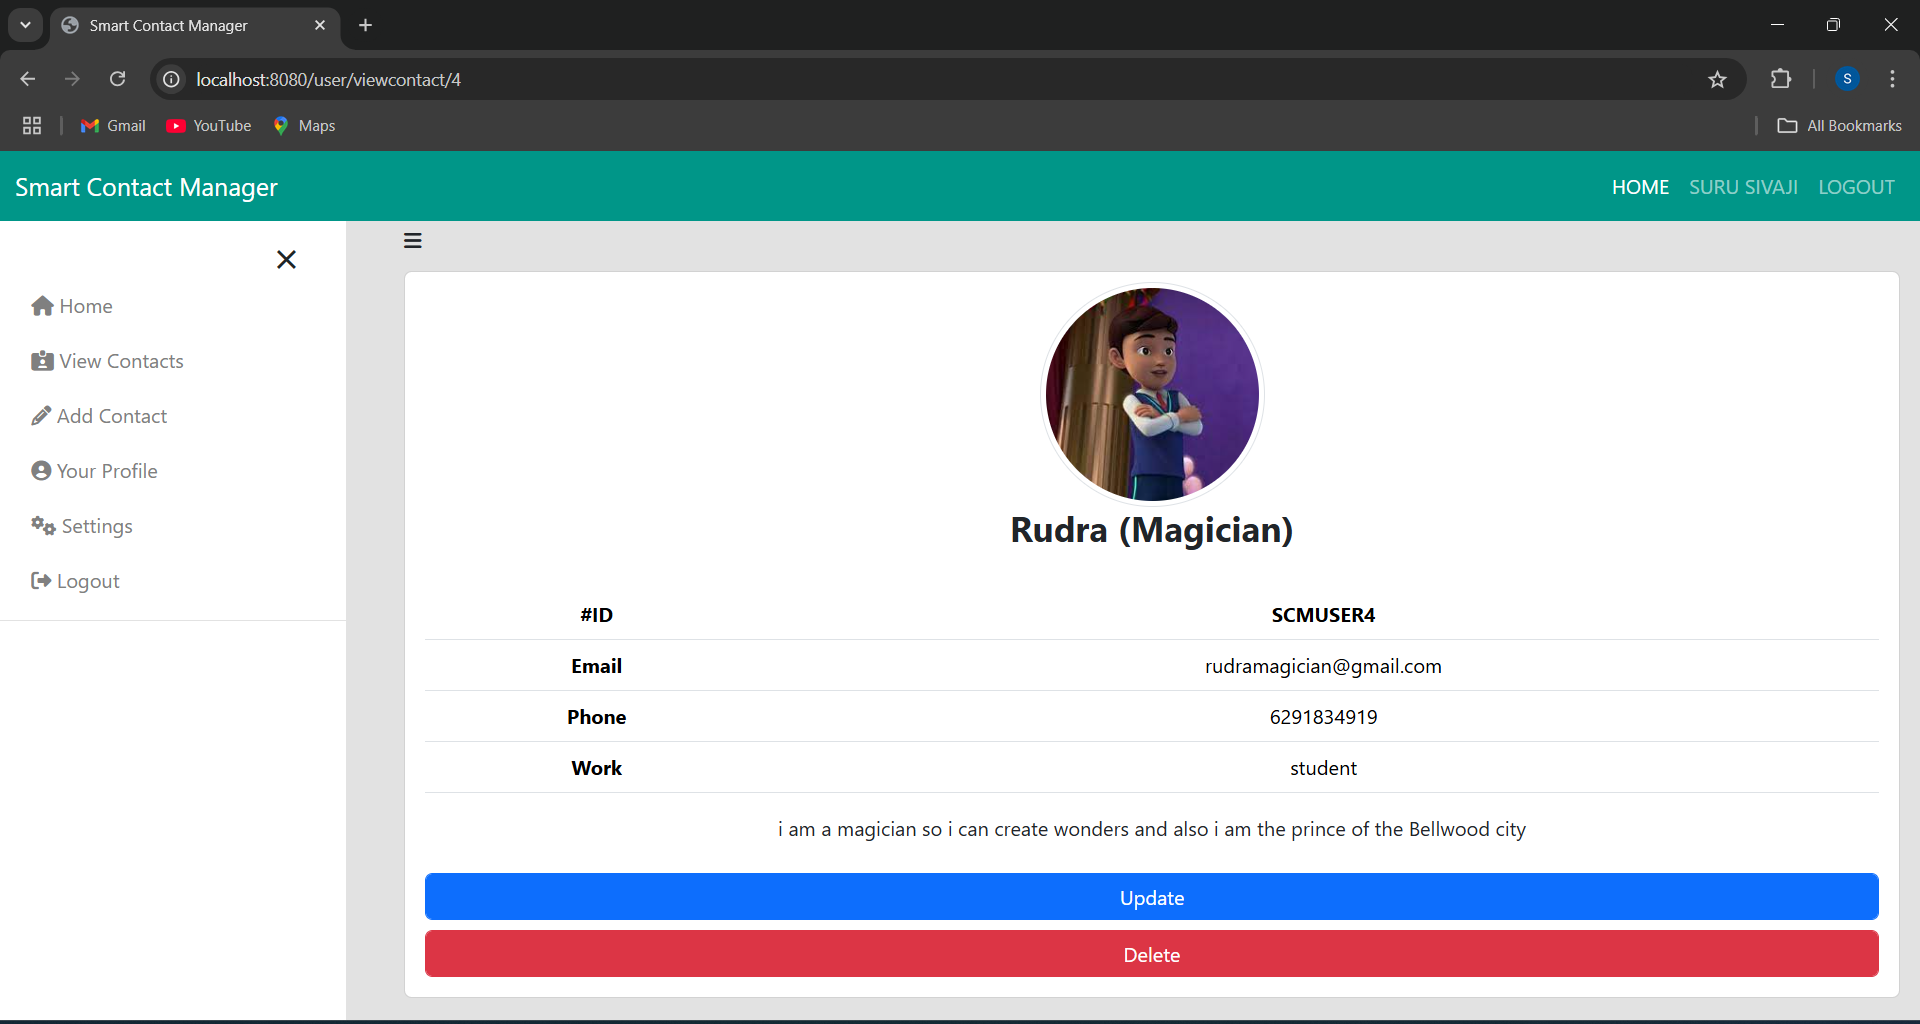 Smart Contact Manager
localhost:8080/user/viewcontact/4
S
Gmail YouTube Maps All Bookmarks
Smart Contact Manager HOME SURU SIVAJI LOGOUT
Home
View Contacts
Add Contact
Your Profile
Settings
Logout
Rudra (Magician)
#ID SCMUSER4
Email rudramagician@gmail.com
Phone 6291834919
Work student
i am a magician so i can create wonders and also i am the prince of the Bellwood city
Update
Delete